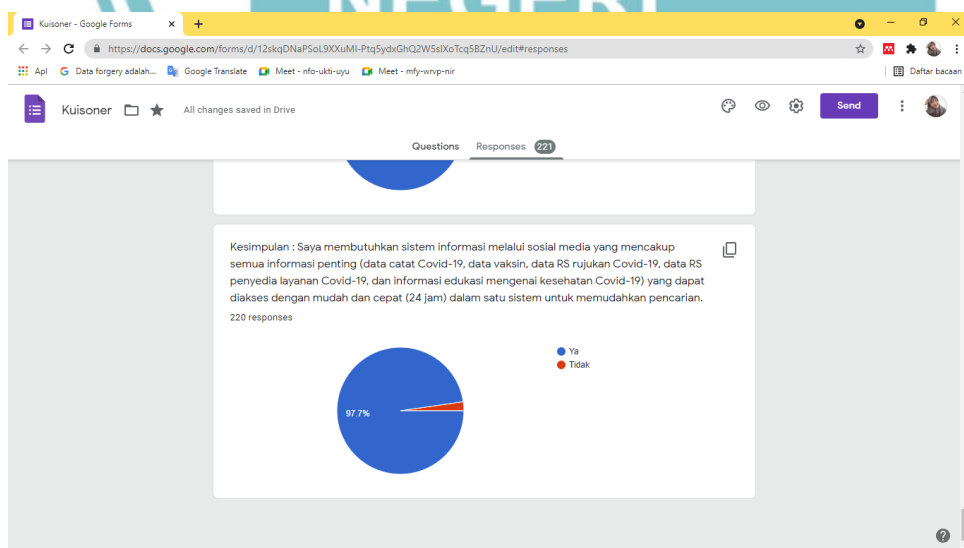 NEGERI
Kuisoner - Google Forms
https://docs.google.com/forms/d/12skqDNaPSoL9XXuMI-Ptq5ydxGhQ2W5sIXoTcq5BZnU/edit#responses
Apl Data forgery adalah... Google Translate Meet - nfo-ukti-uyu Meet - mfy-wrvp-nir Daftar bacaan
Kuisoner All changes saved in Drive Send
Questions Responses 221
Kesimpulan : Saya membutuhkan sistem informasi melalui sosial media yang mencakup
semua informasi penting (data catat Covid-19, data vaksin, data RS rujukan Covid-19, data RS
penyedia layanan Covid-19, dan informasi edukasi mengenai kesehatan Covid-19) yang dapat
diakses dengan mudah dan cepat (24 jam) dalam satu sistem untuk memudahkan pencarian.
220 responses
Ya
Tidak
97.7%